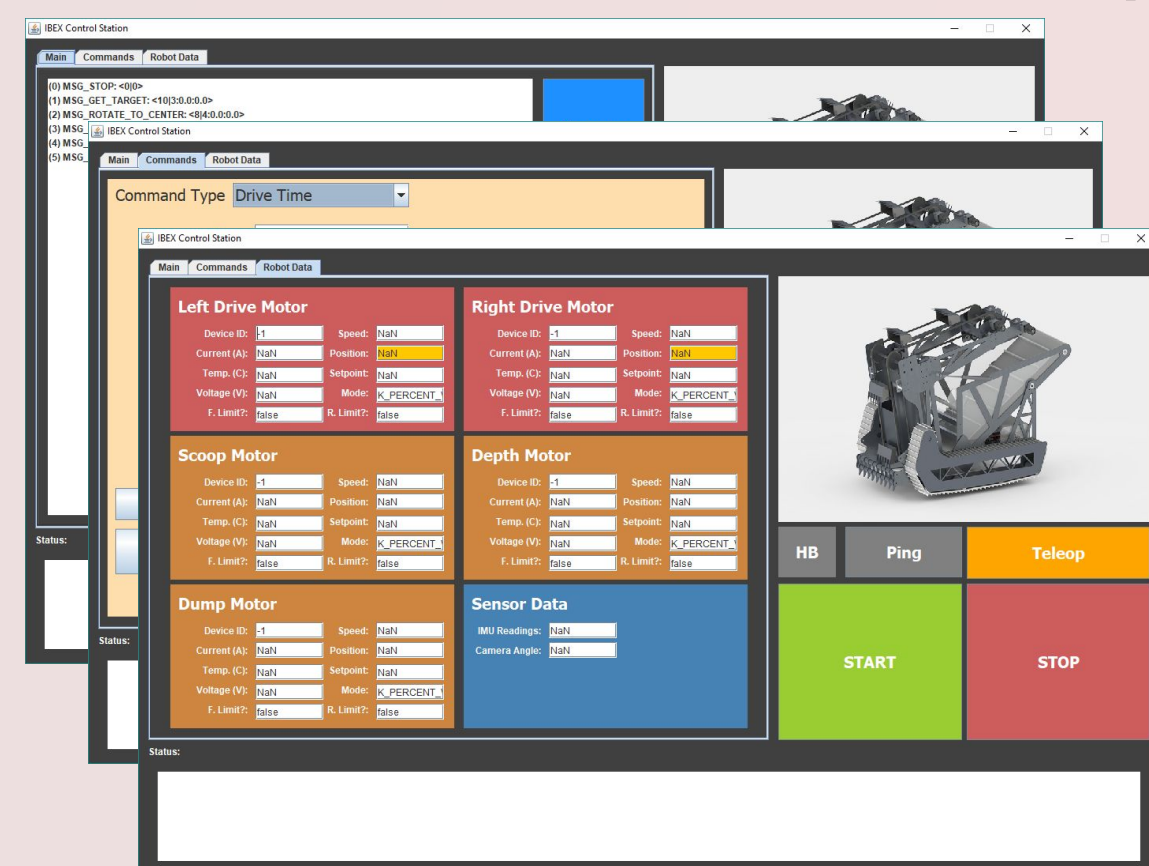 IBEX Control Station
Main Commands Robot Data
(0) MSG_STOP: <0|0>
(1) MSG_GET_TARGET: <10|3:0.0:0.0>
(2) MSG_ROTATE_TO_CENTER: <8|4:0.0:0.0>
(3) MSG_
(4) MSG_
(5) MSG_
Status:
IBEX Control Station
Main Commands Robot Data
Command Type Drive Time
Status:
IBEX Control Station
Main Commands Robot Data
Left Drive Motor
Device ID: -1 Speed: NaN
Current (A): NaN Position: NaN
Temp. (C): NaN Setpoint: NaN
Voltage (V): NaN Mode: K_PERCENT_
F. Limit?: false R. Limit?: false
Right Drive Motor
Device ID: -1 Speed: NaN
Current (A): NaN Position: NaN
Temp. (C): NaN Setpoint: NaN
Voltage (V): NaN Mode: K_PERCENT_
F. Limit?: false R. Limit?: false
Scoop Motor
Device ID: -1 Speed: NaN
Current (A): NaN Position: NaN
Temp. (C): NaN Setpoint: NaN
Voltage (V): NaN Mode: K_PERCENT_
F. Limit?: false R. Limit?: false
Depth Motor
Device ID: -1 Speed: NaN
Current (A): NaN Position: NaN
Temp. (C): NaN Setpoint: NaN
Voltage (V): NaN Mode: K_PERCENT_
F. Limit?: false R. Limit?: false
Dump Motor
Device ID: -1 Speed: NaN
Current (A): NaN Position: NaN
Temp. (C): NaN Setpoint: NaN
Voltage (V): NaN Mode: K_PERCENT_
F. Limit?: false R. Limit?: false
Sensor Data
IMU Readings: NaN
Camera Angle: NaN
HB Ping Teleop
START STOP
Status: